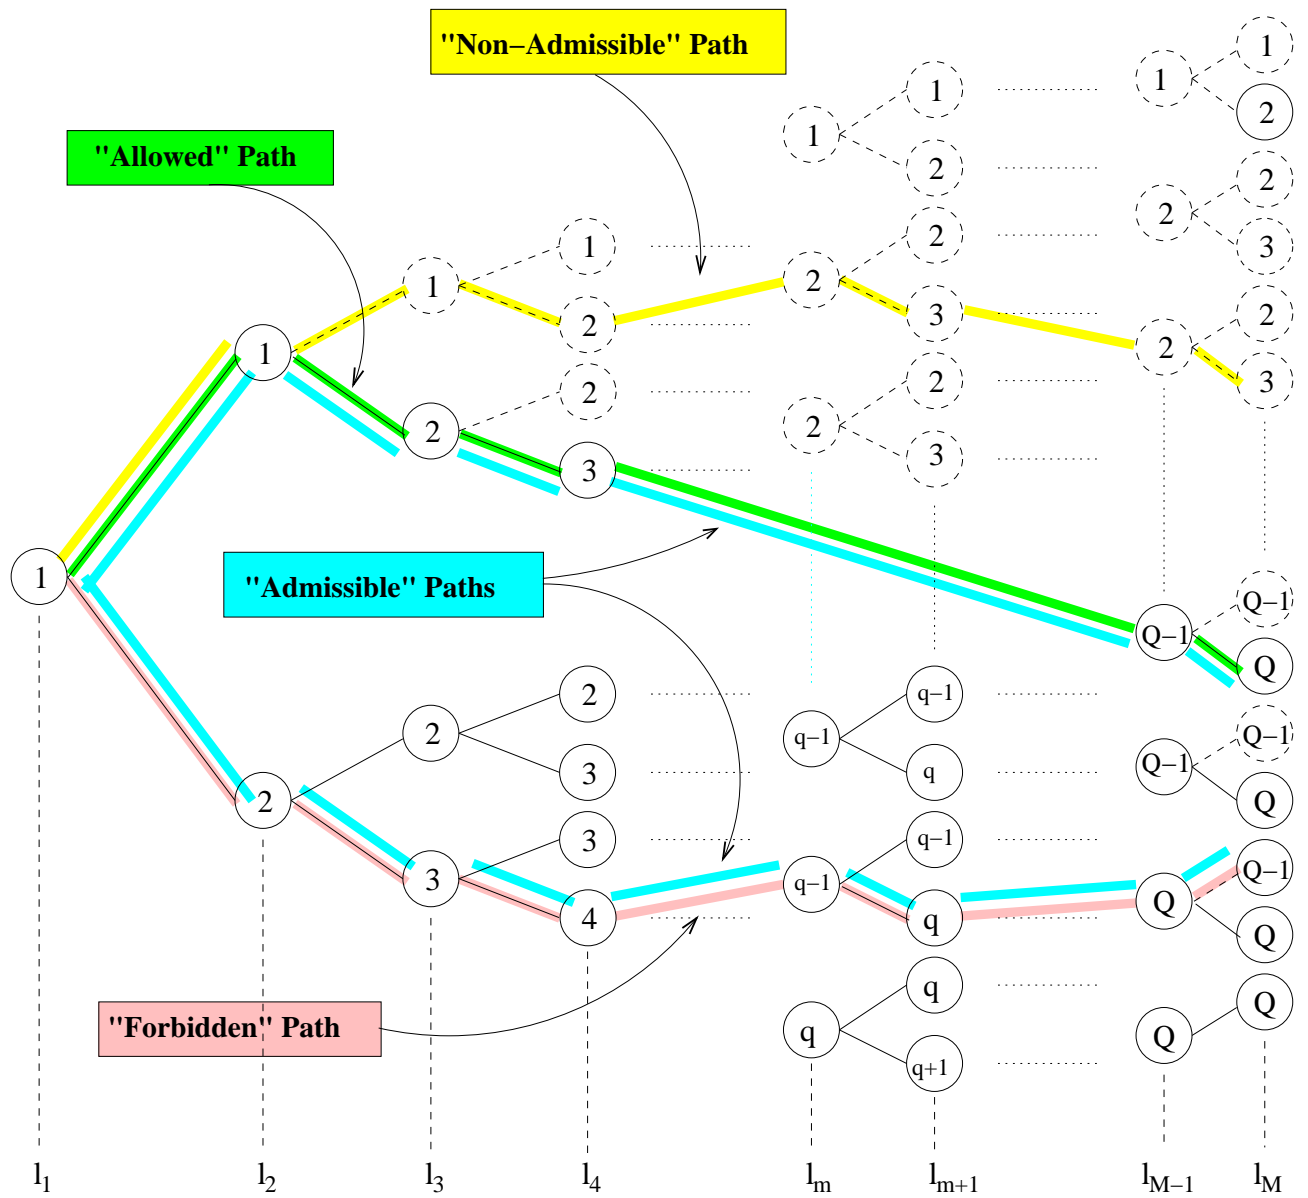 "Non–Admissible" Path
"Allowed" Path
"Admissible" Paths
"Forbidden" Path
1
1
2
1
2
2
3
1
2
2
3
2
3
3
4
1
2
2
q−1
q−1
q
1
2
2
3
2
3
q−1
q
q−1
q
q
q+1
1
2
2
Q−1
Q−1
Q
Q
1
2
2
3
2
3
Q−1
Q
Q−1
Q
Q−1
Q
Q
l1 l2 l3 l4 lm lm+1 lM−1 lM